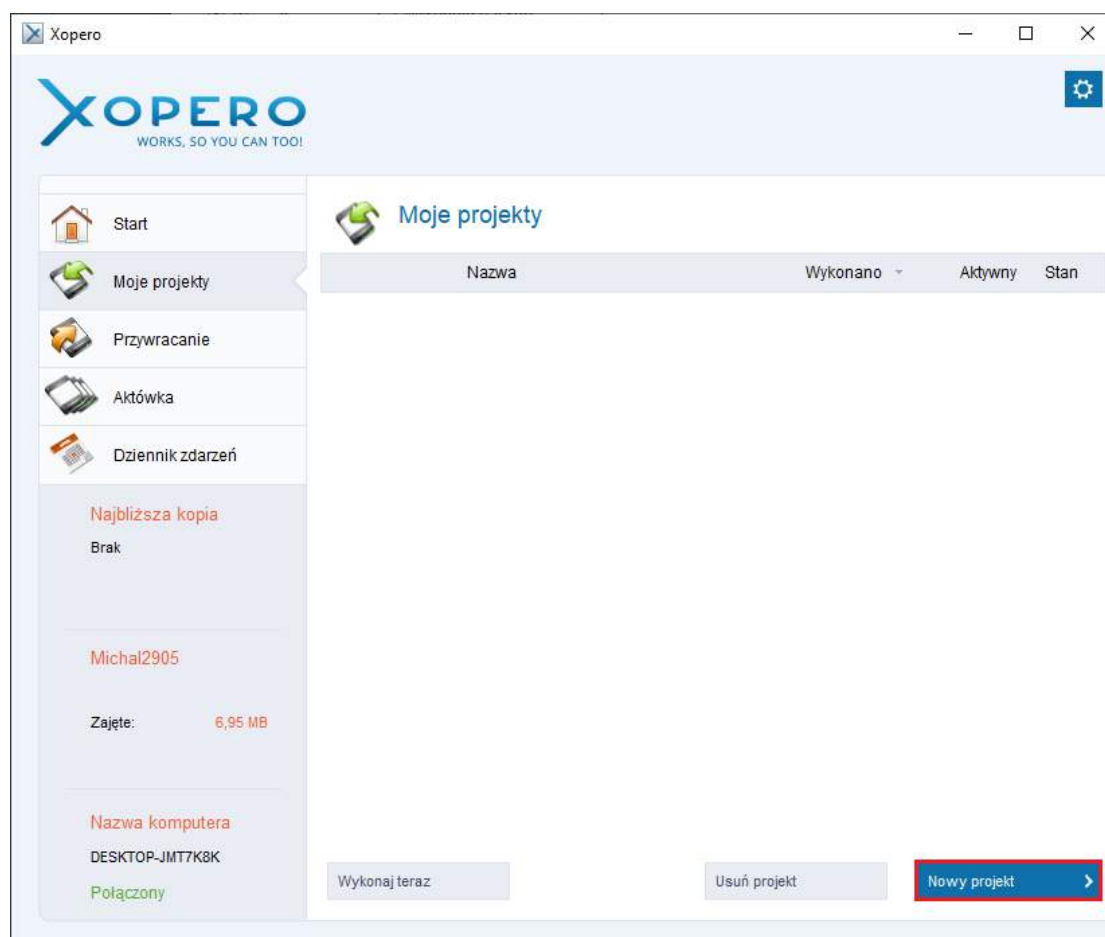 Xopero
XOPERO
WORKS, SO YOU CAN TOO!
Start
Moje projekty
Przywracanie
Aktówka
Dziennik zdarzeń
Najbliższa kopia
Brak
Michal2905
Zajęte: 6,95 MB
Nazwa komputera
DESKTOP-JMT7K8K
Połączony
Moje projekty
Nazwa Wykonano Aktywny Stan
Wykonaj teraz Usuń projekt Nowy projekt